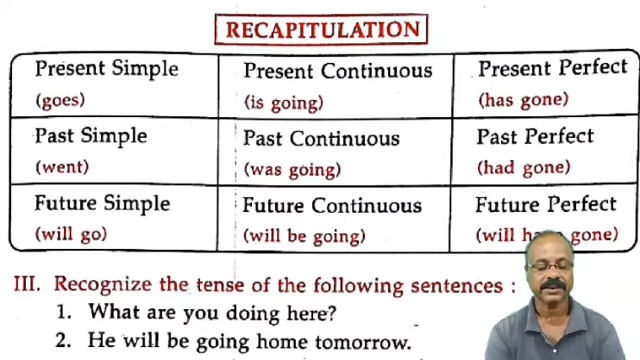 RECAPITULATION
Present Simple Present Continuous Present Perfect
(goes) (is going) (has gone)
Past Simple Past Continuous Past Perfect
(went) (was going) (had gone)
Future Simple Future Continuous Future Perfect
(will go) (will be going) (will gone)
III. Recognize the tense of the following sentences :
1. What are you doing here?
2. He will be going home tomorrow.